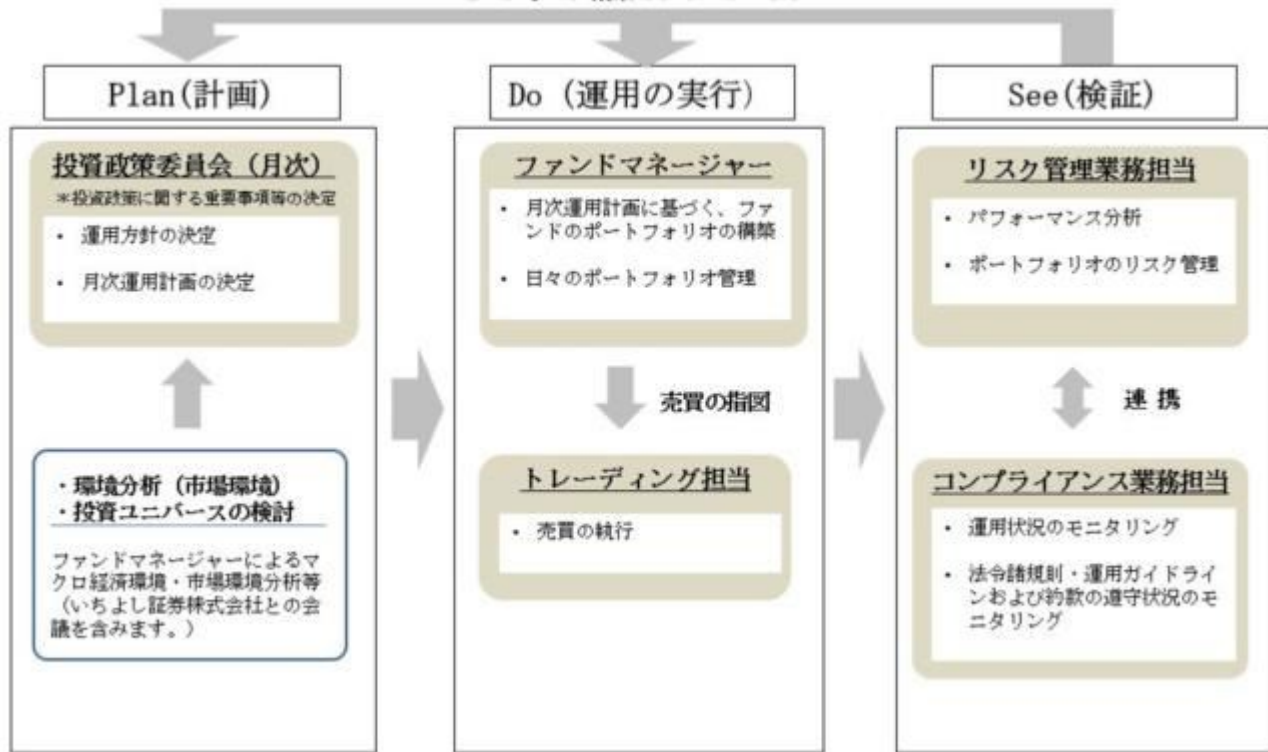 Plan(計画)
投資政策委員会（月次）
＊投資政策に関する重要事項等の決定
・ 運用方針の決定
・ 月次運用計画の決定
・環境分析（市場環境）
・投資ユニバースの検討
ファンドマネージャーによるマ
クロ経済環境・市場環境分析等
（いちよし証券株式会社との会
議を含みます。）
Do (運用の実行)
ファンドマネージャー
・ 月次運用計画に基づく、ファ
ンドのポートフォリオの構築
・ 日々のポートフォリオ管理
売買の指図
トレーディング担当
・ 売買の執行
See(検証)
リスク管理業務担当
・ パフォーマンス分析
・ ポートフォリオのリスク管理
連 携
コンプライアンス業務担当
・ 運用状況のモニタリング
・ 法令諸規則・運用ガイドライ
ンおよび約款の遵守状況のモ
ニタリング